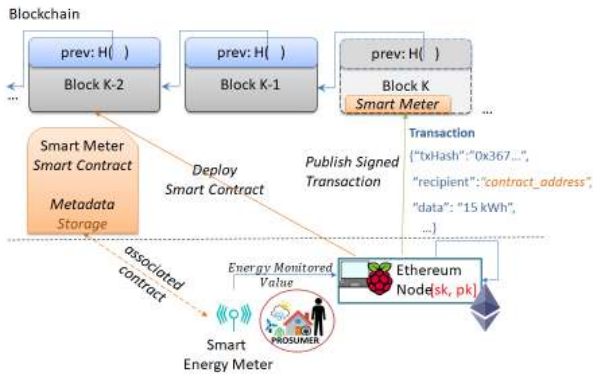 Blockchain
prev: H( )
prev: H( )
prev: H( )
Block K-2
Block K-1
Block K
Smart Meter
...
...
Smart Meter
Smart Contract
Metadata
Storage
Deploy
Smart Contract
Publish Signed
Transaction
Transaction
{"txHash":"0x367...",
"recipient":"contract_address",
"data": "15 kWh",
...}
associated
contract
Energy Monitored
Value
Ethereum
Node[sk, pk]
PROSUMER
Smart
Energy Meter